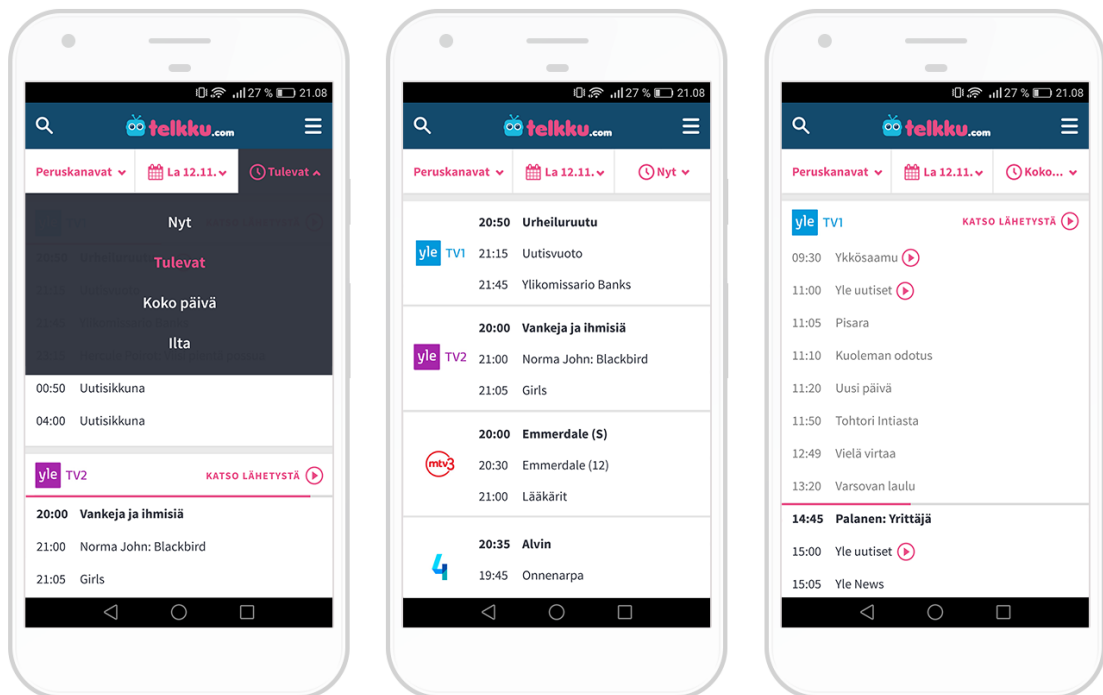 27 % 21.08
telkku.com
Peruskanavat La 12.11. Tulevat
Nyt
Tulevat
Koko päivä
Ilta
00:50 Uutisikkuna
04:00 Uutisikkuna
yle TV2 KATSO LÄHETYSTÄ
20:00 Vankeja ja ihmisiä
21:00 Norma John: Blackbird
21:05 Girls
27 % 21.08
telkku.com
Peruskanavat La 12.11. Nyt
20:50 Urheiluruutu
yle TV1 21:15 Uutisvuoto
21:45 Ylikomissario Banks
20:00 Vankeja ja ihmisiä
yle TV2 21:00 Norma John: Blackbird
21:05 Girls
20:00 Emmerdale (S)
mtv3 20:30 Emmerdale (12)
21:00 Lääkärit
20:35 Alvin
4 19:45 Onnenarpa
27 % 21.08
telkku.com
Peruskanavat La 12.11. Koko...
yle TV1 KATSO LÄHETYSTÄ
09:30 Ykkösaamu
11:00 Yle uutiset
11:05 Pisara
11:10 Kuoleman odotus
11:20 Uusi päivä
11:50 Tohtori Intiasta
12:49 Vielä virtaa
13:20 Varsovan laulu
14:45 Palanen: Yrittäjä
15:00 Yle uutiset
15:05 Yle News